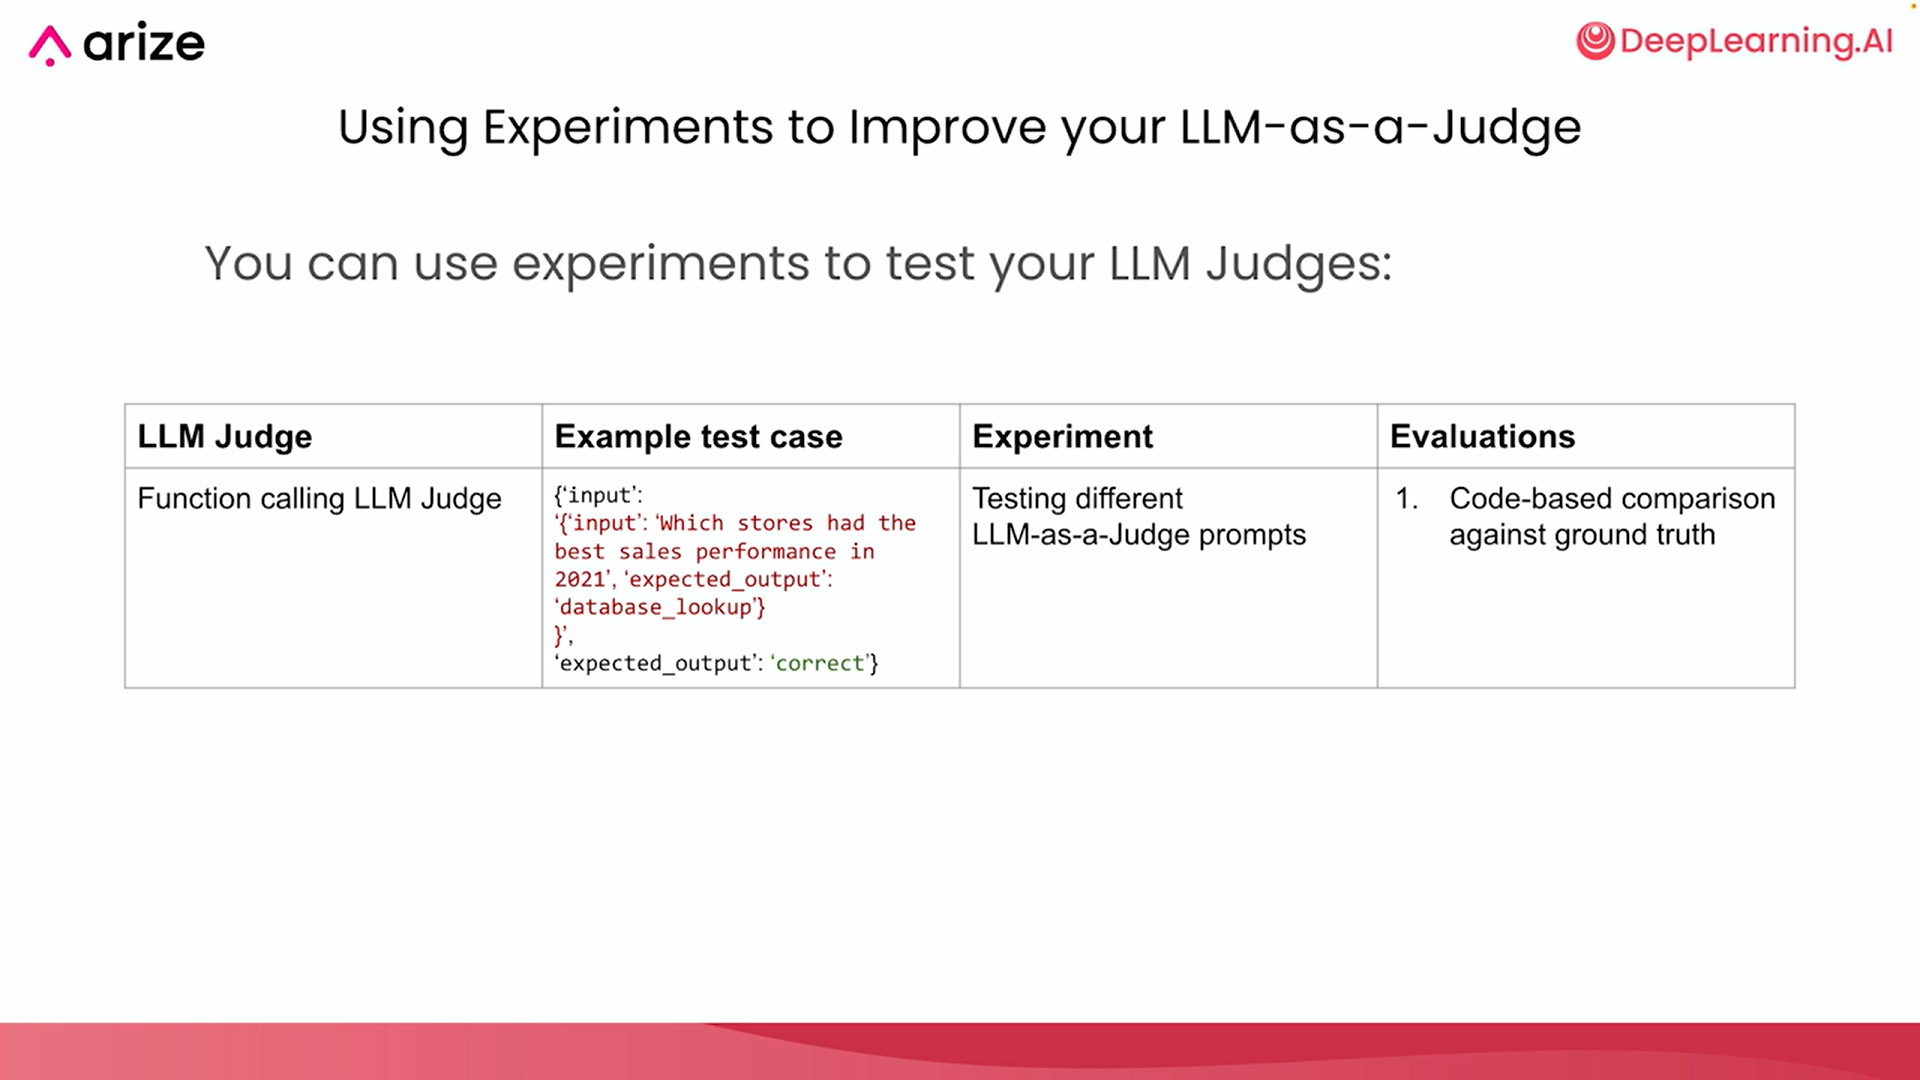 arize
DeepLearning.AI
Using Experiments to Improve your LLM-as-a-Judge
You can use experiments to test your LLM Judges:
LLM Judge
Example test case
Experiment
Evaluations
Function calling LLM Judge
{‘input’:
‘{‘input’: ‘Which stores had the
best sales performance in
2021’, ‘expected_output’:
‘database_lookup’}
}’,
‘expected_output’: ‘correct’}
Testing different
LLM-as-a-Judge prompts
1. Code-based comparison
against ground truth